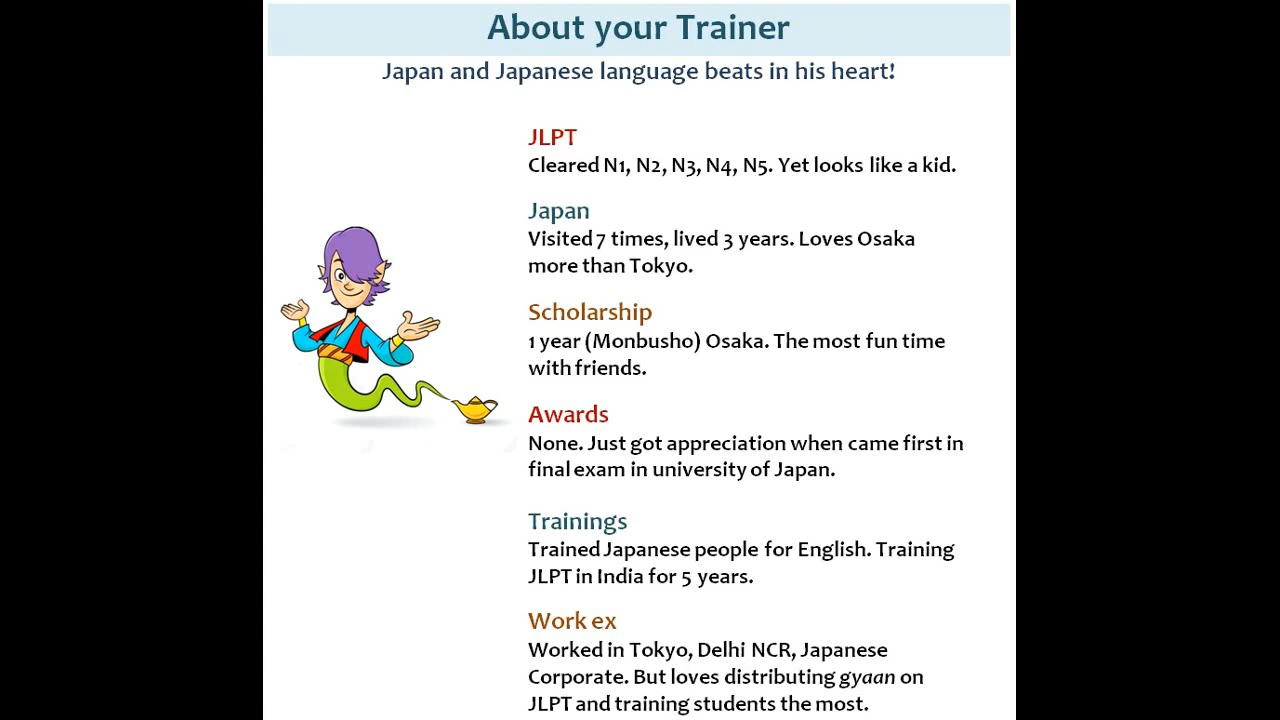 About your Trainer
Japan and Japanese language beats in his heart!
JLPT
Cleared N1, N2, N3, N4, N5. Yet looks like a kid.
Japan
Visited 7 times, lived 3 years. Loves Osaka
more than Tokyo.
Scholarship
1 year (Monbusho) Osaka. The most fun time
with friends.
Awards
None. Just got appreciation when came first in
final exam in university of Japan.
Trainings
Trained Japanese people for English. Training
JLPT in India for 5 years.
Work ex
Worked in Tokyo, Delhi NCR, Japanese
Corporate. But loves distributing gyaan on
JLPT and training students the most.